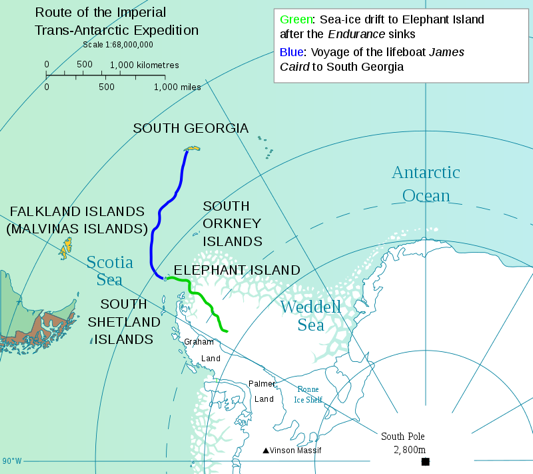 Route of the Imperial
Trans-Antarctic Expedition
Scale 1:68,000,000
0 500 1,000 kilometres
0 500 1,000 miles
Green: Sea-ice drift to Elephant Island
after the Endurance sinks
Blue: Voyage of the lifeboat James
Caird to South Georgia
SOUTH GEORGIA
Antarctic
Ocean
FALKLAND ISLANDS
(MALVINAS ISLANDS)
SOUTH
ORKNEY
ISLANDS
Scotia
Sea
ELEPHANT ISLAND
SOUTH
SHETLAND
ISLANDS
Weddell
Sea
Graham
Land
Palmer
Land
Ronne
Ice Shelf
South Pole
2,800m
Vinson Massif
90°W